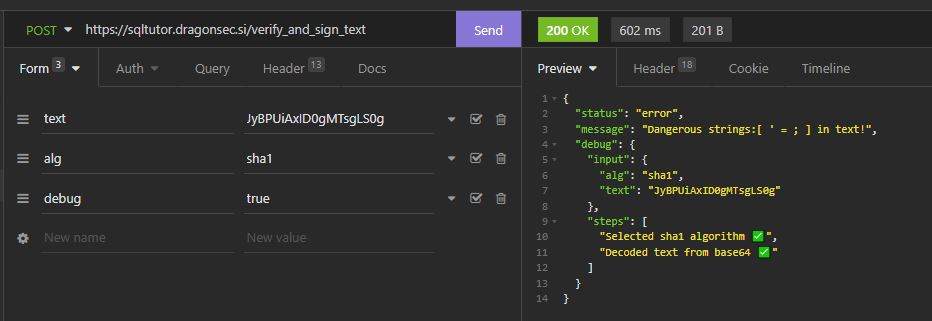 POST https://sqltutor.dragonsec.si/verify_and_sign_text Send 200 OK 602 ms 201 B
Form 3 Auth Query Header 13 Docs Preview Header 18 Cookie Timeline
text JyBPUiAxID0gMTsgLS0g
alg sha1
debug true
New name New value
1 {
2 "status": "error",
3 "message": "Dangerous strings:[ ' = ; ] in text!",
4 "debug": {
5 "input": {
6 "alg": "sha1",
7 "text": "JyBPUiAxID0gMTsgLS0g"
8 },
9 "steps": [
10 "Selected sha1 algorithm ✅",
11 "Decoded text from base64 ✅"
12 ]
13 }
14 }